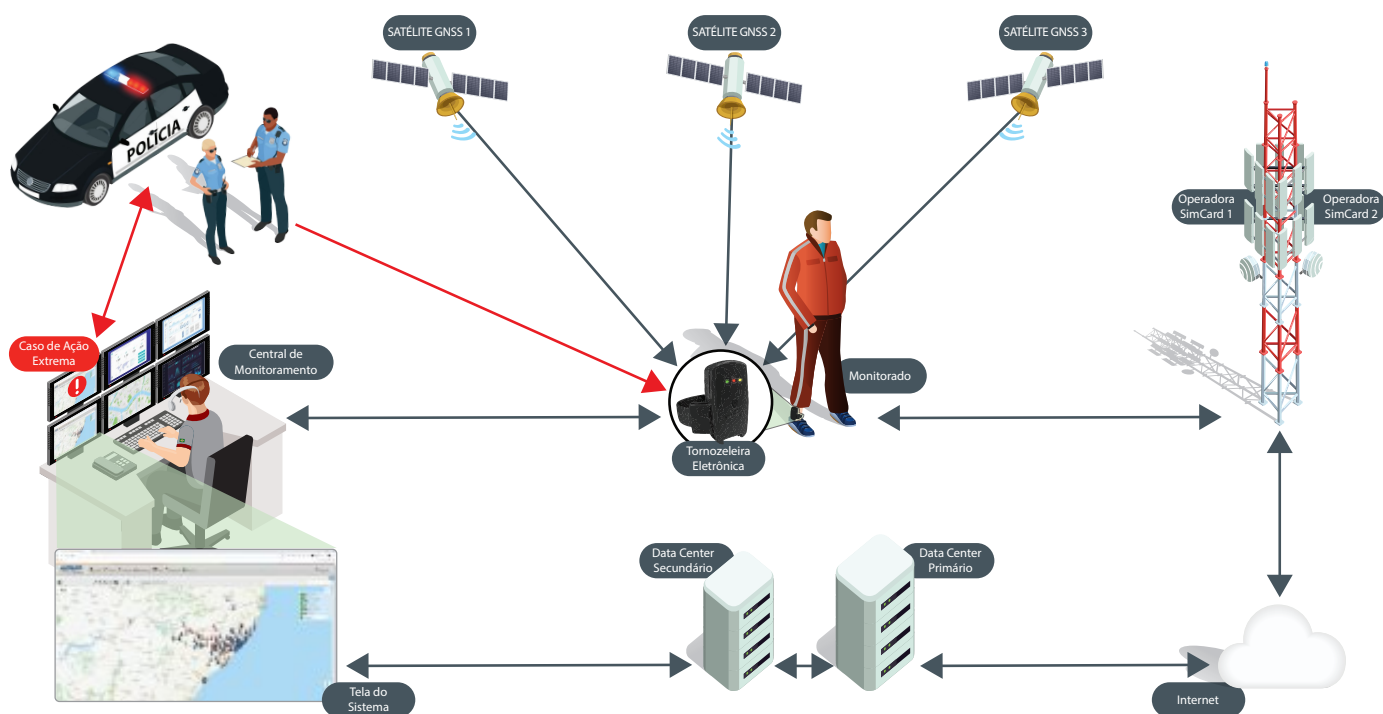 SATÉLITE GNSS 1
SATÉLITE GNSS 2
SATÉLITE GNSS 3
POLÍCIA
Operadora
SimCard 1
Operadora
SimCard 2
Caso de Ação
Extrema
Central de
Monitoramento
Monitorado
Tornozeleira
Eletrônica
Data Center
Secundário
Data Center
Primário
Tela do
Sistema
Internet